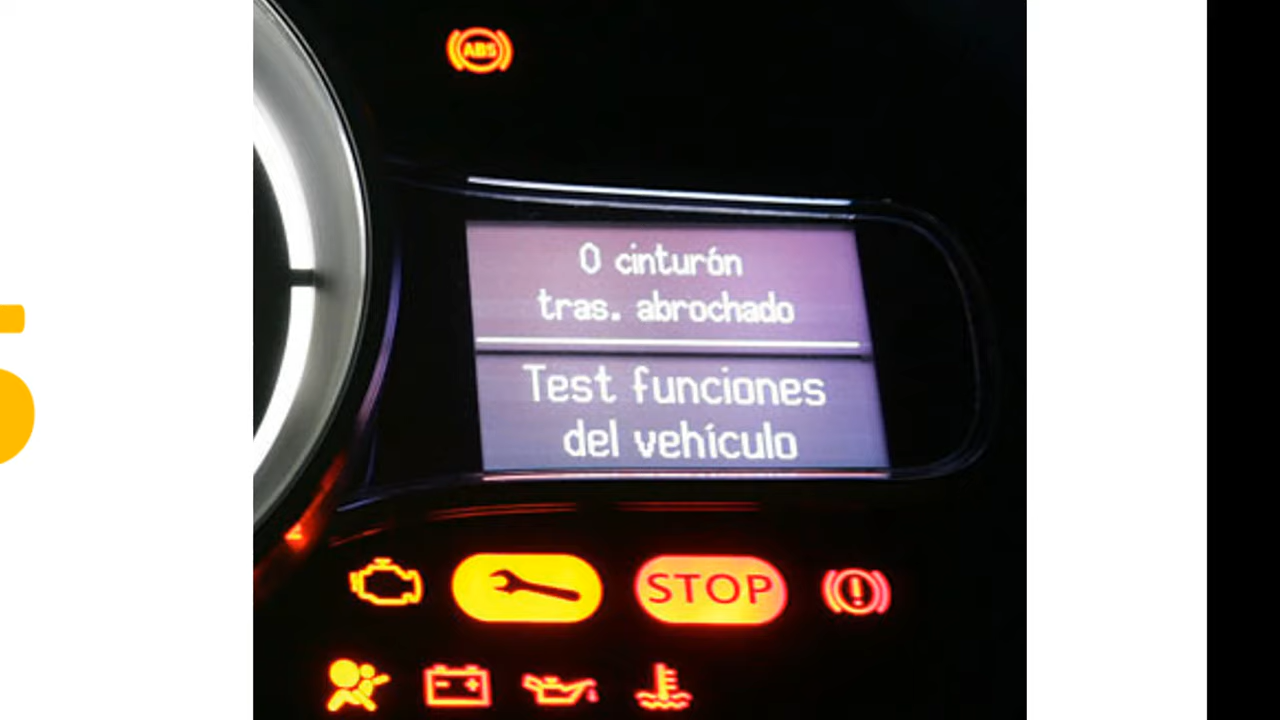 ABS
0 cinturón
tras. abrochado
Test funciones
del vehículo
STOP